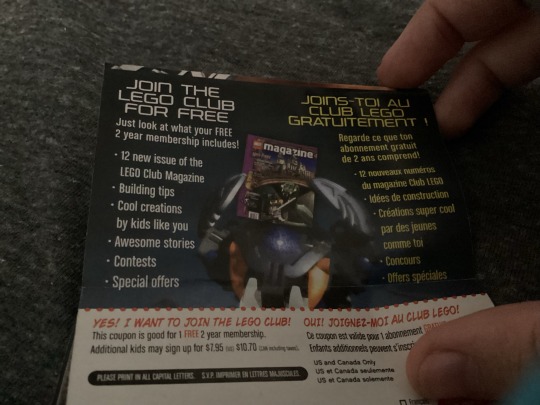 JOIN THE
LEGO CLUB
FOR FREE
Just look at what your FREE
2 year membership includes!
• 12 new issue of the
LEGO Club Magazine
• Building tips
• Cool creations
by kids like you
• Awesome stories
• Contests
• Special offers
magazine
JOINS-TOI AU
CLUB LEGO
GRATUITEMENT !
Regarde ce que ton
abonnement gratuit
de 2 ans comprend!
• 12 nouveaux numéros
du magazine Club LEGO
• Idées de construction
• Créations super cool
par des jeunes
comme toi
• Concours
• Offres spéciales
YES! I WANT TO JOIN THE LEGO CLUB!
This coupon is good for 1 FREE 2 year membership.
Additional kids may sign up for $7.95 (US) $10.70
PLEASE PRINT IN ALL CAPITAL LETTERS. S.V.P. IMPRIMER EN LETTRES MAJUSCULES.
OUI! JOIGNEZ-MOI AU CLUB LEGO!
Ce coupon est valide pour 1 abonnement
Enfants additionnels peuvent
US and Canada Only
US et Canada seulement
US et Canada seulemente